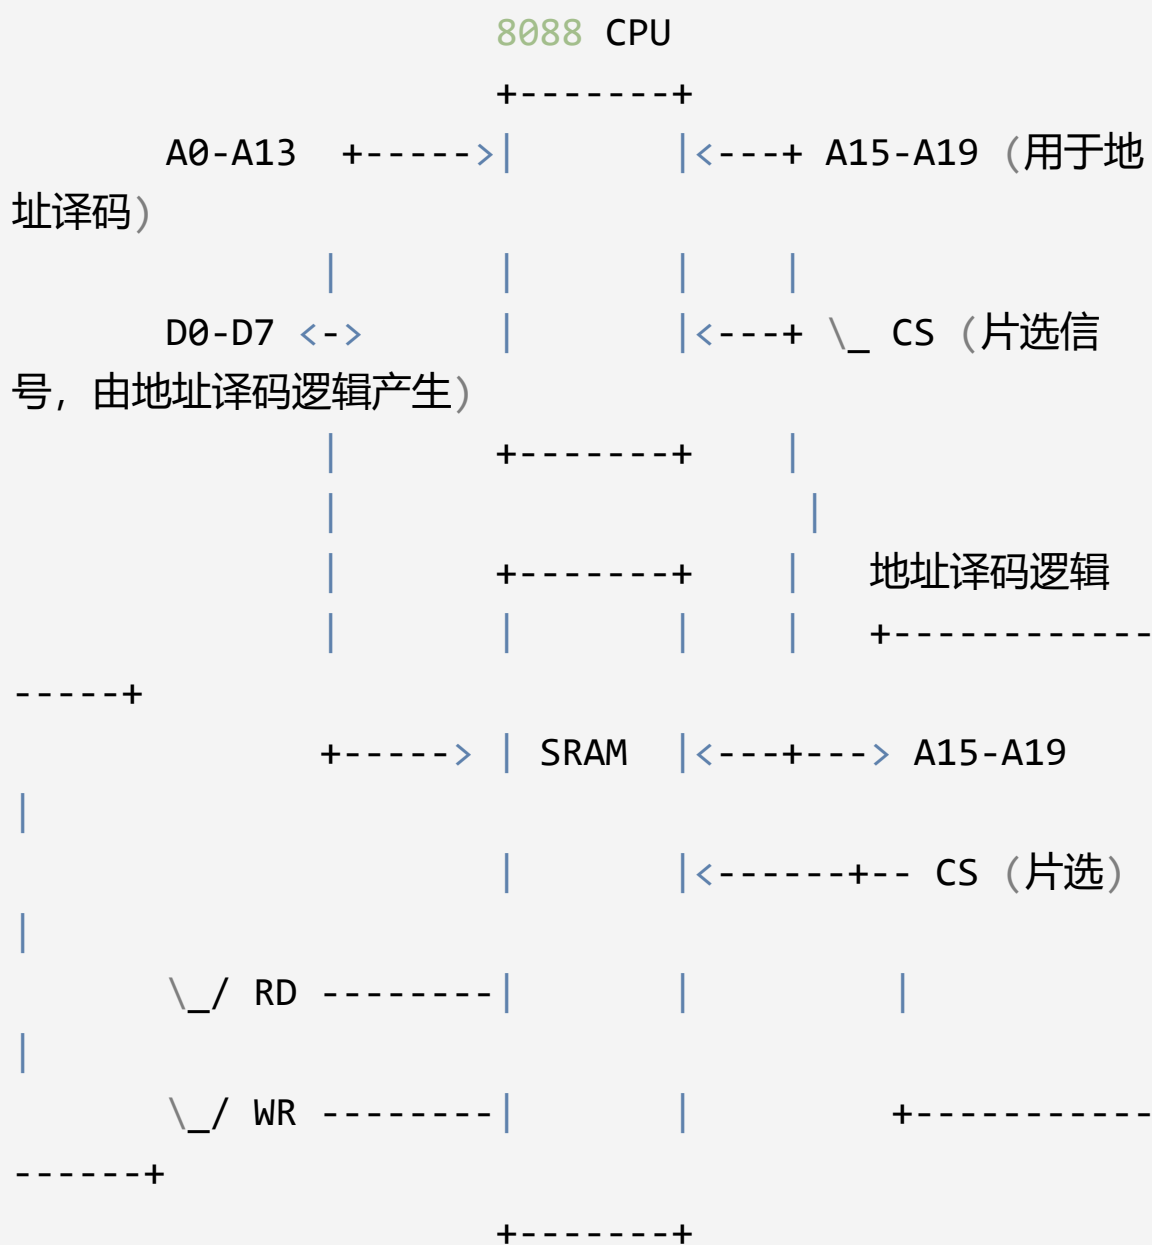 8088 CPU
+-------+
A0-A13  +----->|       |<---+ A15-A19 (用于地
址译码)
|       |       |    |
D0-D7 <->      |       |<---+ \_ CS (片选信
号，由地址译码逻辑产生)
|       +-------+    |
|                     |
|       +-------+    |   地址译码逻辑
|       |       |    |   +------------
-----+
+-----> | SRAM  |<---+---> A15-A19
|
|       |<------+-- CS (片选)
|
\_/ RD --------|       |         |
|
\_/ WR --------|       |         +-----------
------+
+-------+